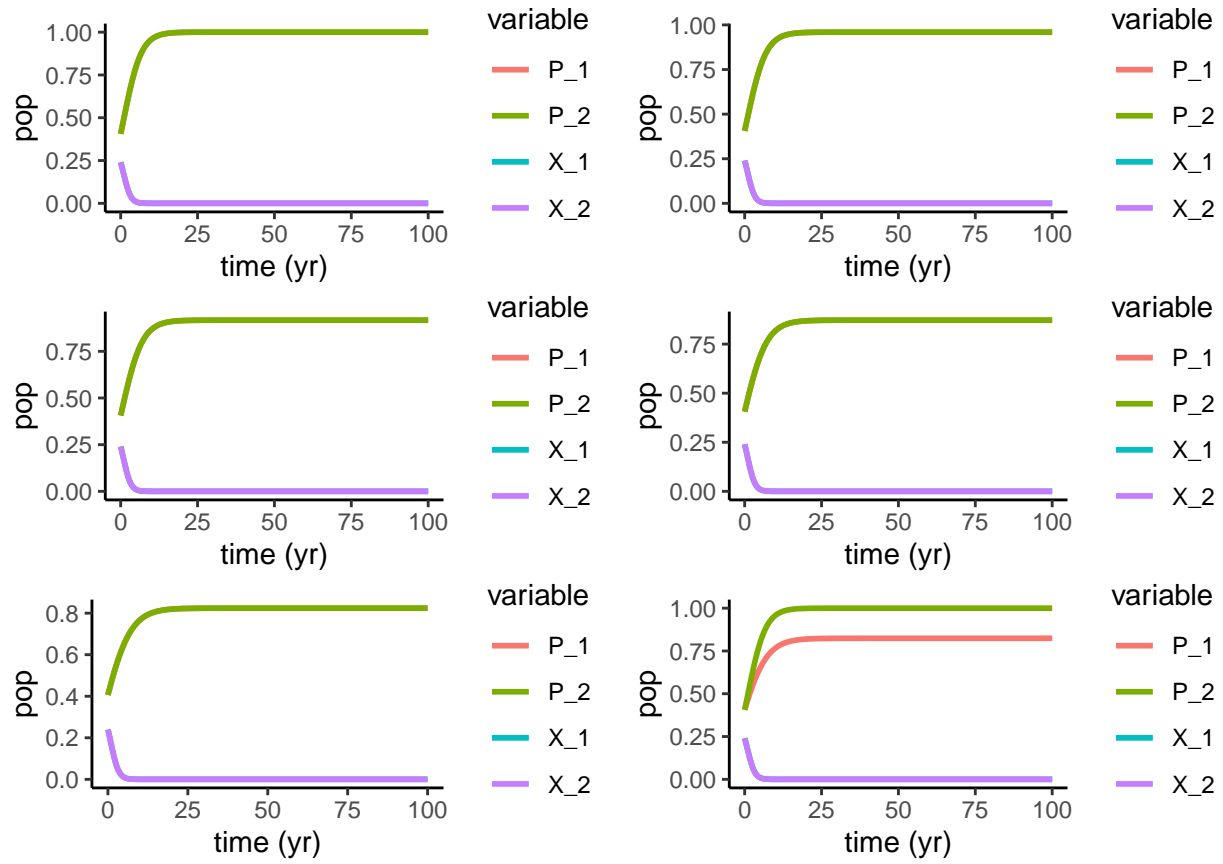 variable
1.00
0.75
0.50
0.25
0.00
pop
P_1
P_2
X_1
X_2
0 25 50 75 100
time (yr)
variable
1.00
0.75
0.50
0.25
0.00
pop
P_1
P_2
X_1
X_2
0 25 50 75 100
time (yr)
variable
0.75
0.50
0.25
0.00
pop
P_1
P_2
X_1
X_2
0 25 50 75 100
time (yr)
variable
0.75
0.50
0.25
0.00
pop
P_1
P_2
X_1
X_2
0 25 50 75 100
time (yr)
variable
0.8
0.6
0.4
0.2
0.0
pop
P_1
P_2
X_1
X_2
0 25 50 75 100
time (yr)
variable
1.00
0.75
0.50
0.25
0.00
pop
P_1
P_2
X_1
X_2
0 25 50 75 100
time (yr)